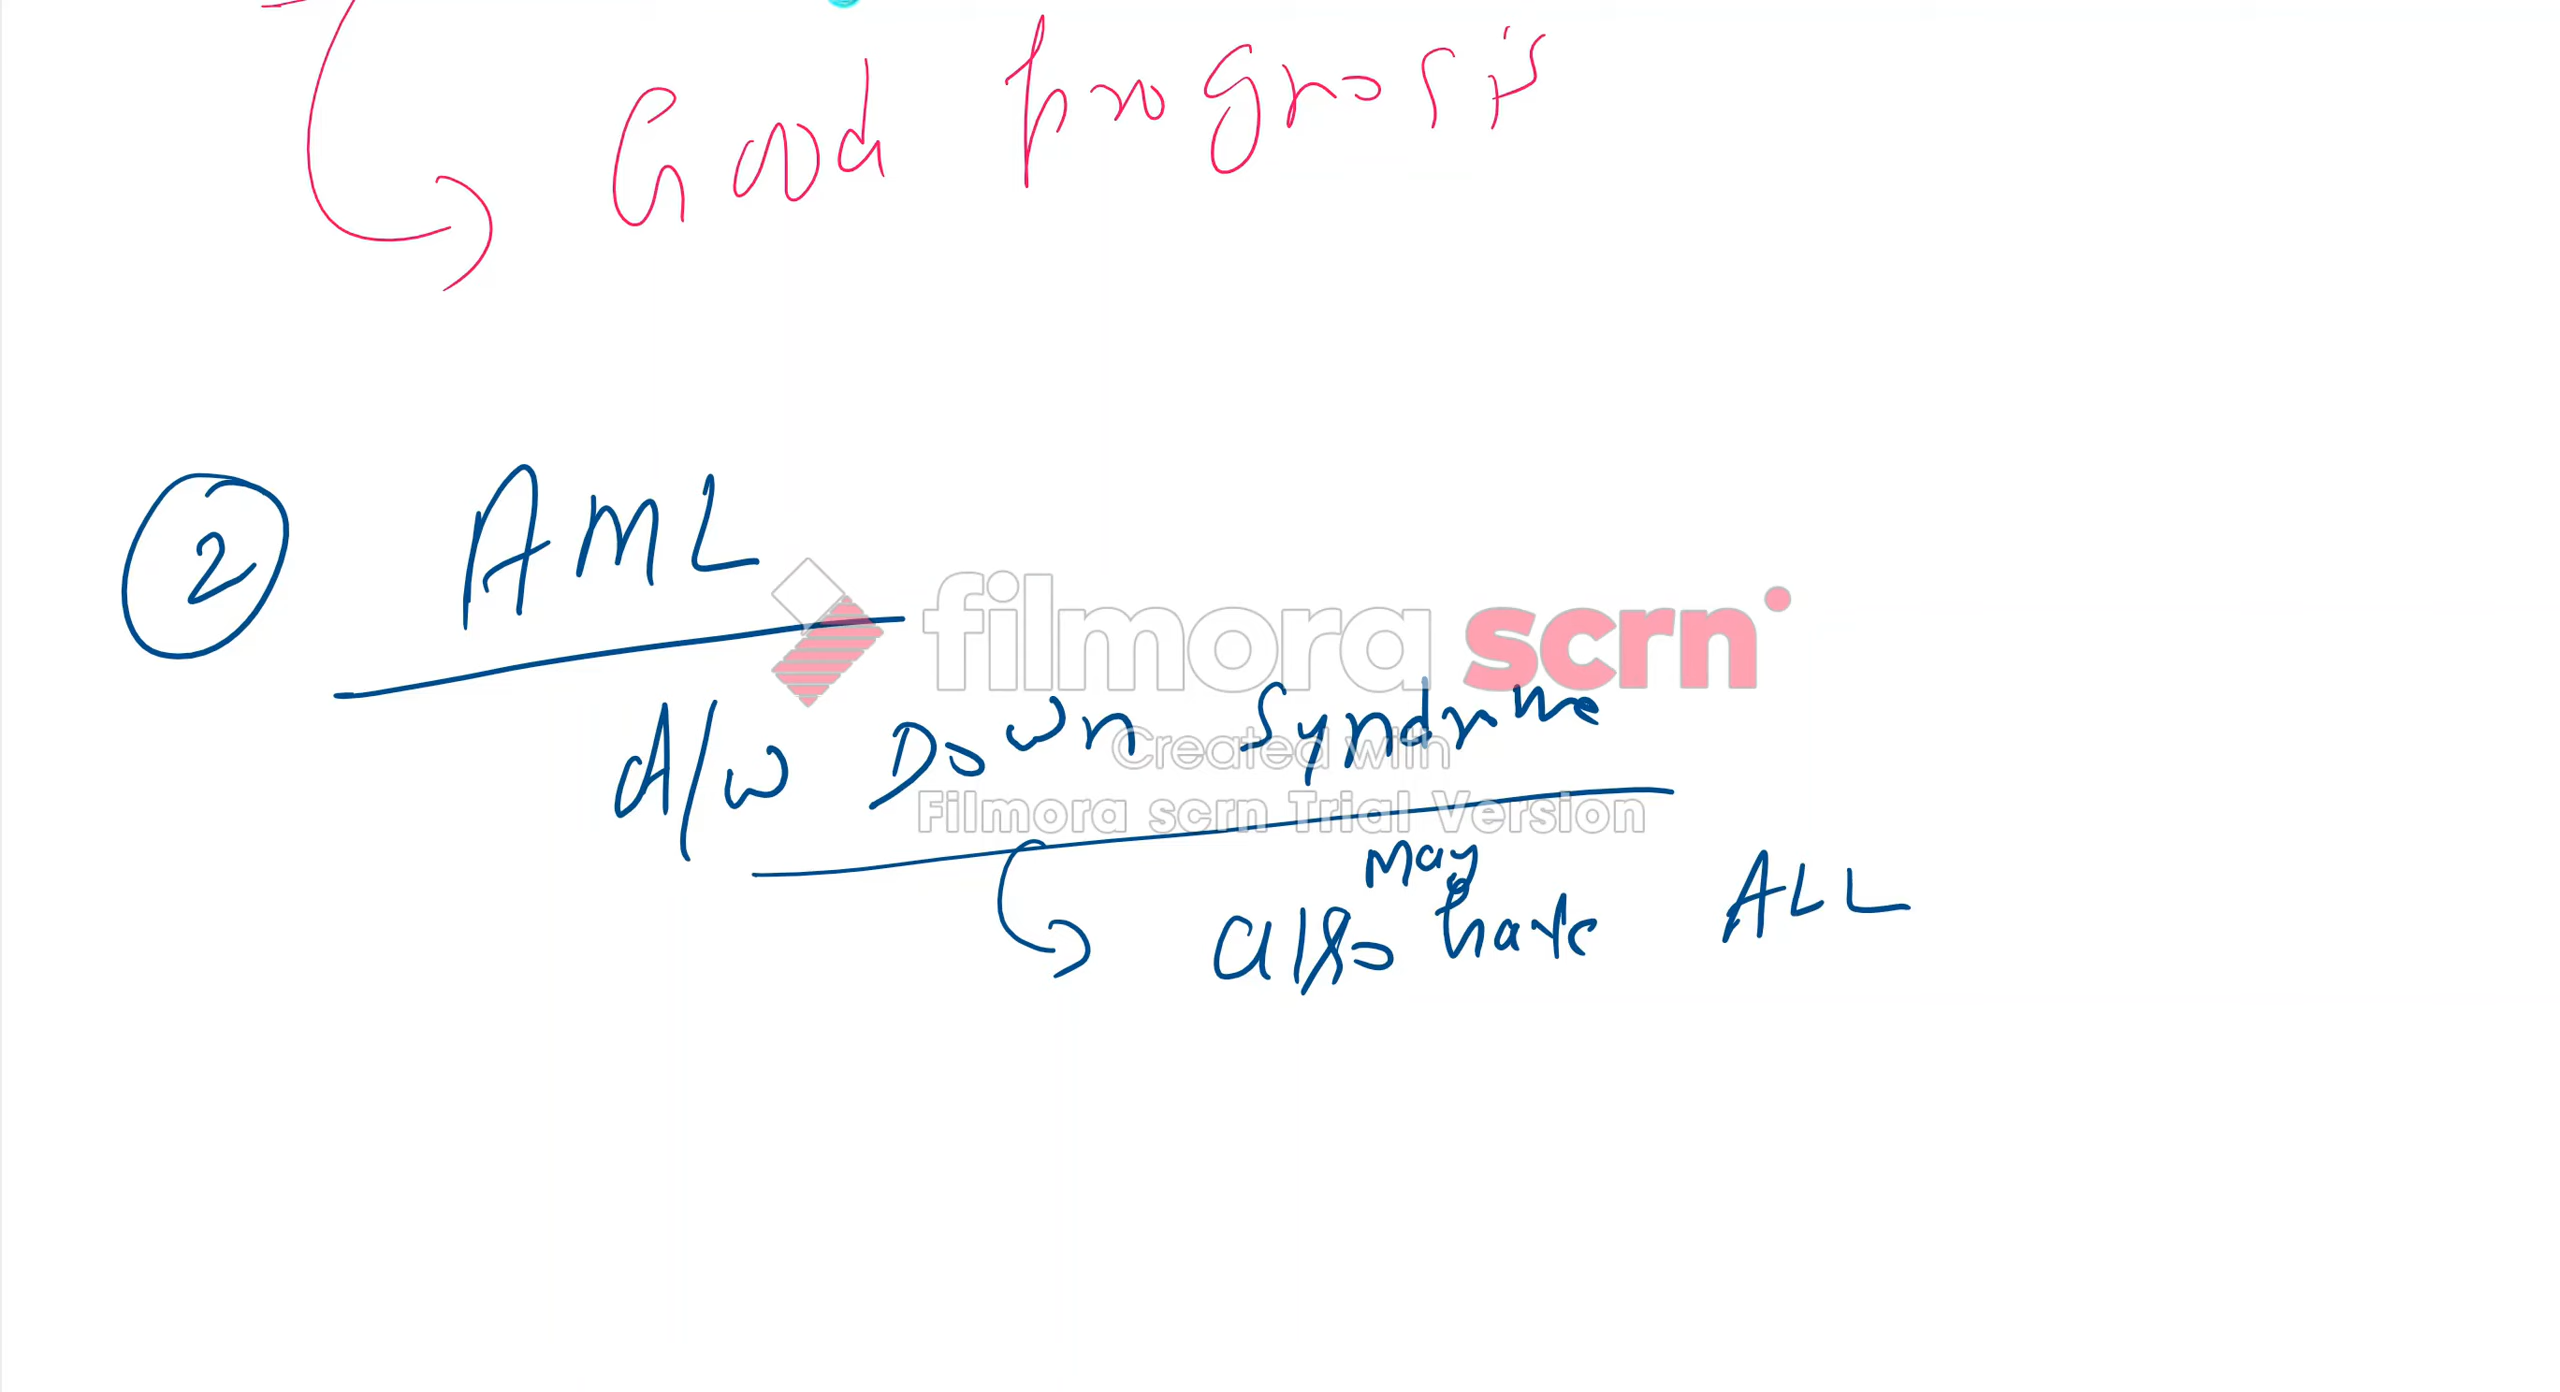 Good prognosis
2 AML
filmora scrn
A/w Down Syndrome
Created with
Filmora scrn Trial Version
may
also have ALL